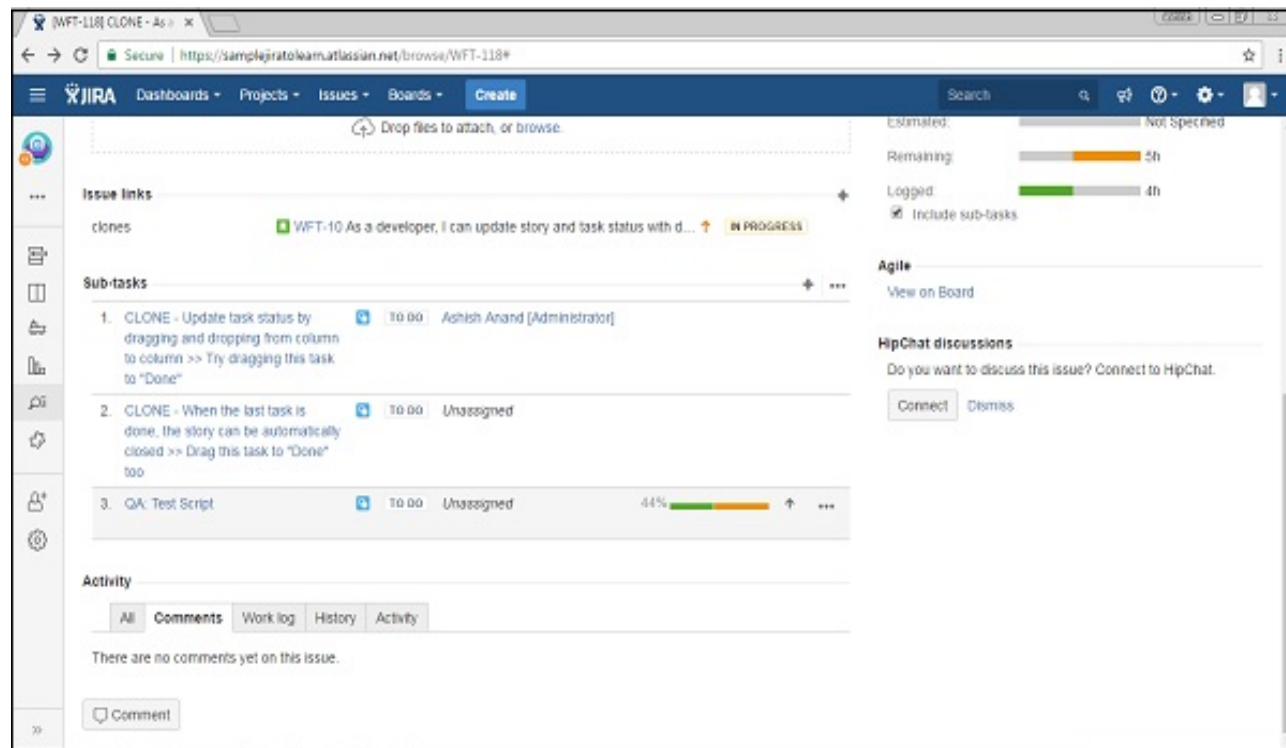 [WFT-118] CLONE - As a
Secure | https://samplejiratolearn.atlassian.net/browse/WFT-118#
JIRA Dashboards Projects Issues Boards Create Search
Drop files to attach, or browse.
Issue links
clones WFT-10 As a developer, I can update story and task status with d... IN PROGRESS
Sub-tasks
1. CLONE - Update task status by TO DO Ashish Anand [Administrator]
dragging and dropping from column
to column >> Try dragging this task
to "Done"
2. CLONE - When the last task is TO DO Unassigned
done, the story can be automatically
closed >> Drag this task to "Done"
too
3. QA: Test Script TO DO Unassigned 44%
Activity
All Comments Work log History Activity
There are no comments yet on this issue.
Comment
Estimated: Not Specified
Remaining: 5h
Logged: 4h
Include sub-tasks
Agile
View on Board
HipChat discussions
Do you want to discuss this issue? Connect to HipChat.
Connect Dismiss